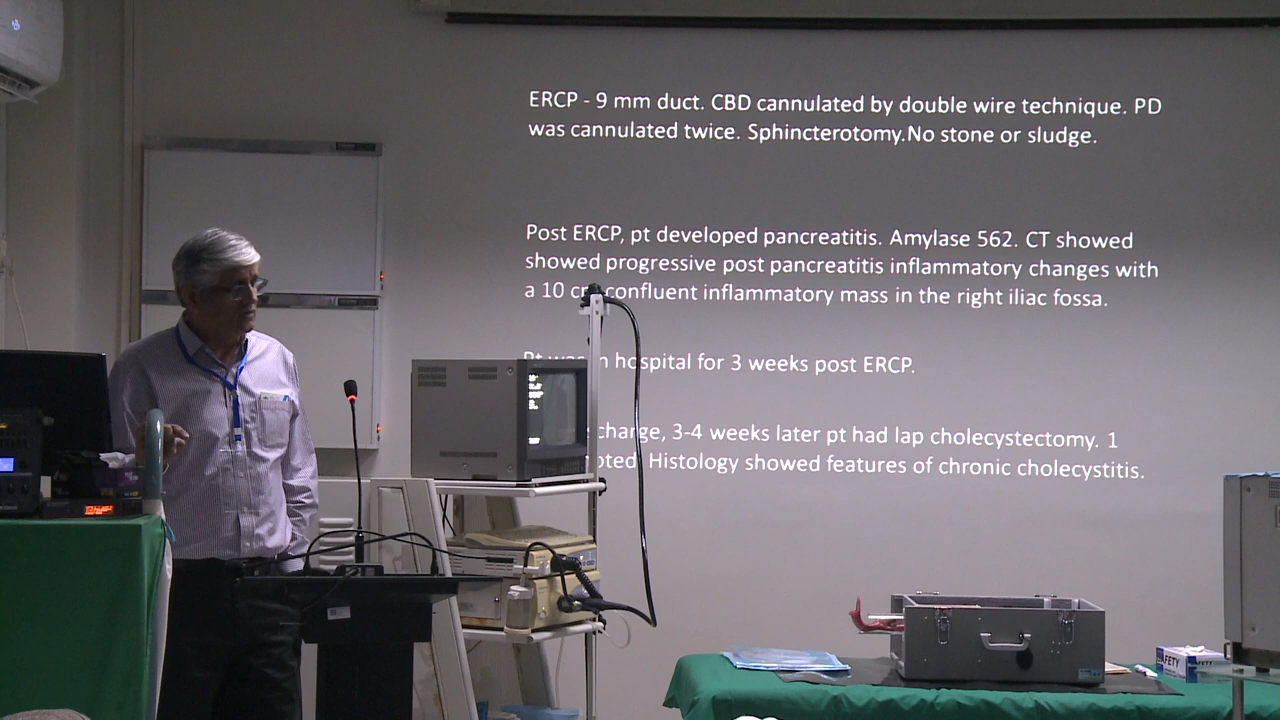 ERCP - 9 mm duct. CBD cannulated by double wire technique. PD
was cannulated twice. Sphincterotomy.No stone or sludge.
Post ERCP, pt developed pancreatitis. Amylase 562. CT showed
showed progressive post pancreatitis inflammatory changes with
a 10 confluent inflammatory mass in the right iliac fossa.
Pt was hospital for 3 weeks post ERCP.
3-4 weeks later pt had lap cholecystectomy. 1
Histology showed features of chronic cholecystitis.